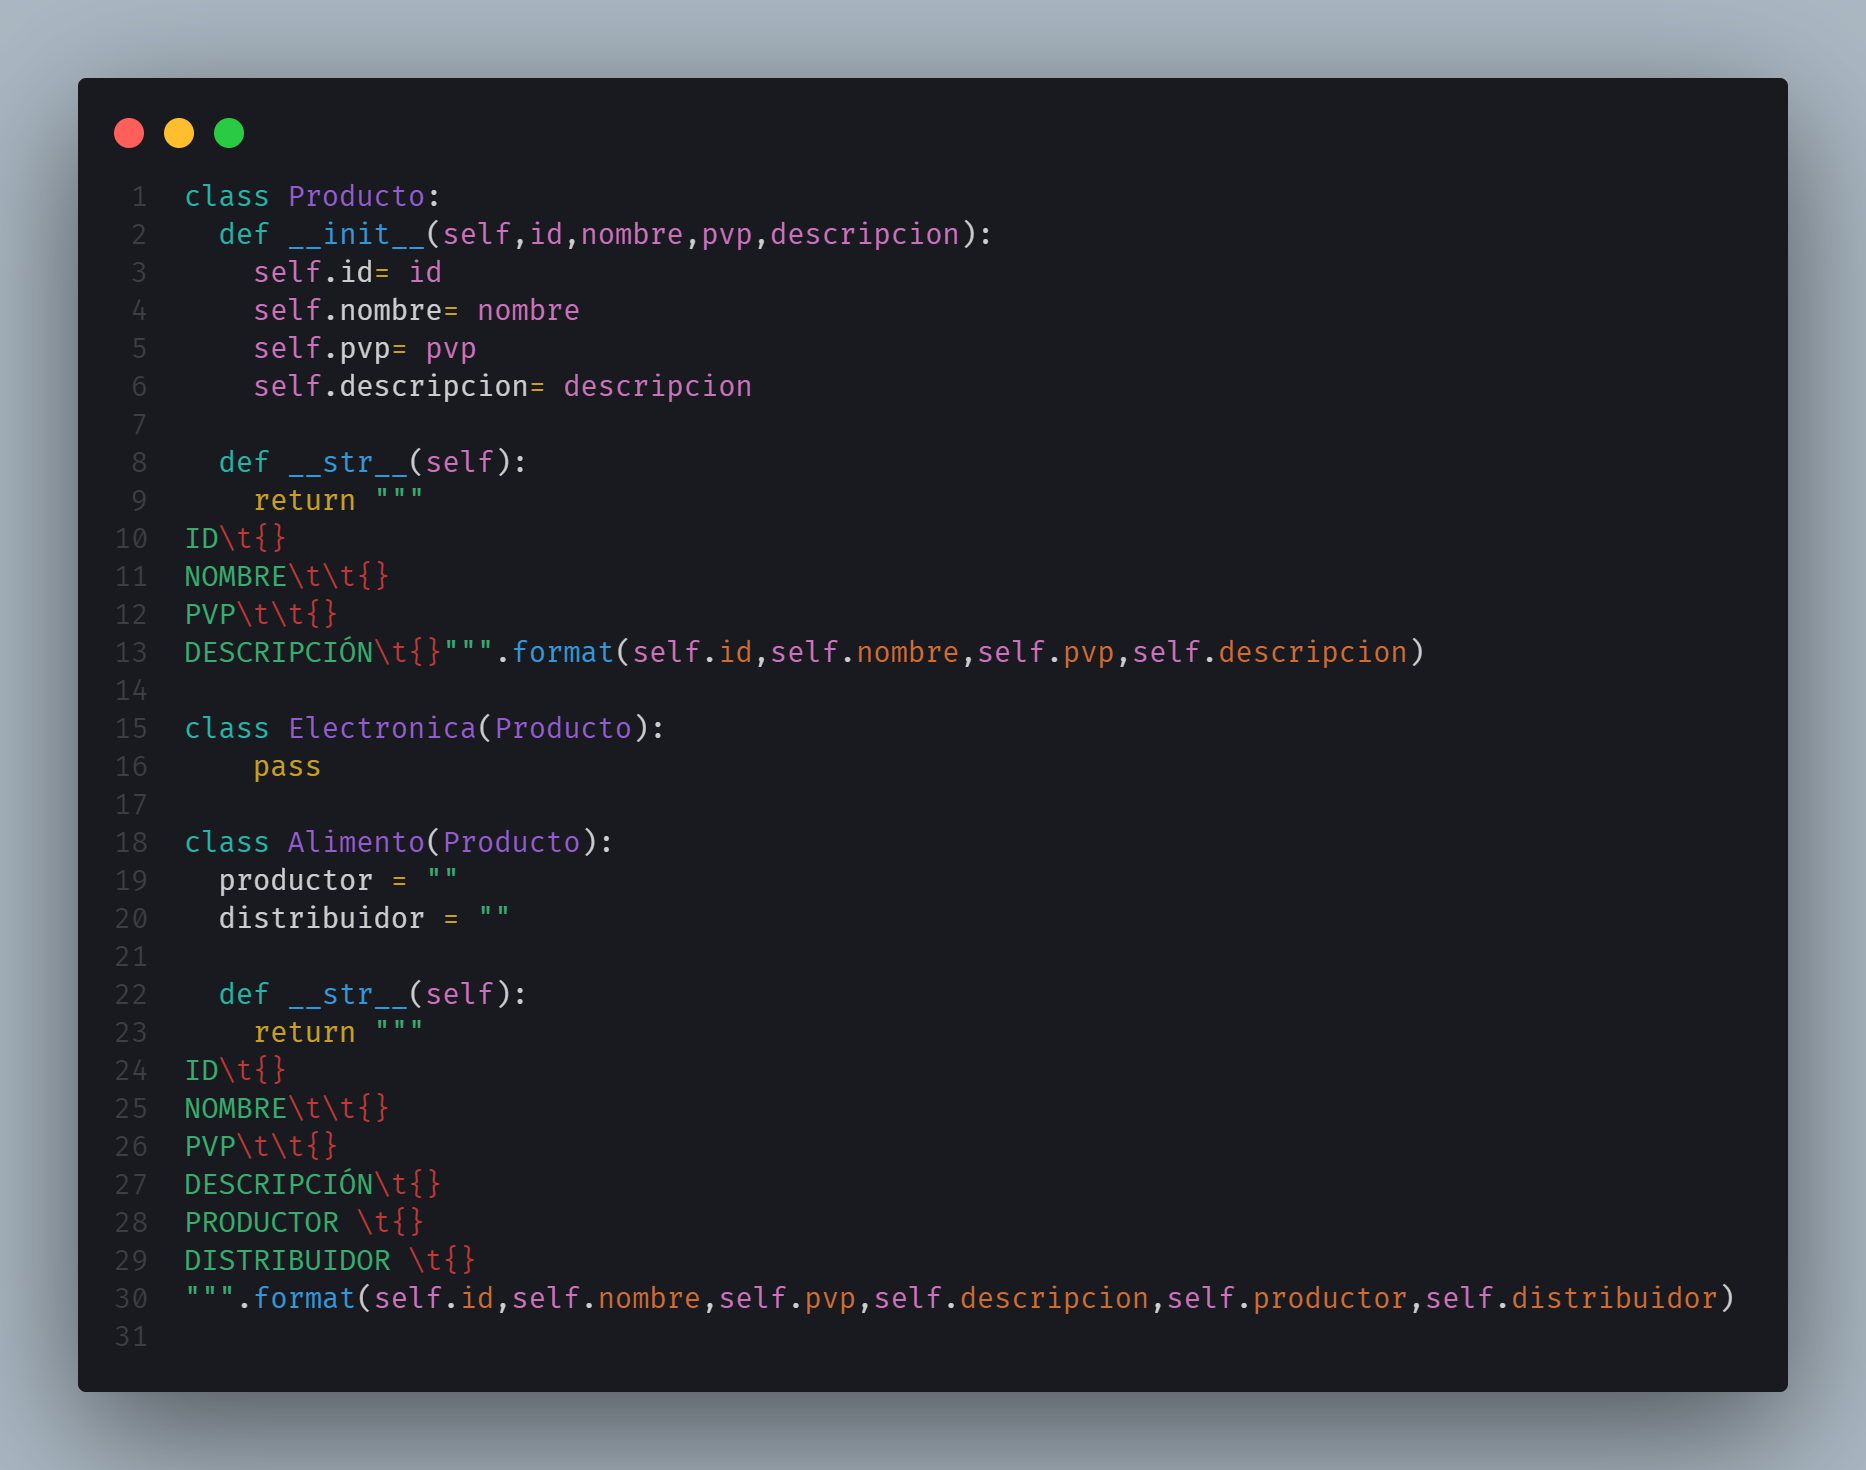 1 class Producto:
2   def __init__(self,id,nombre,pvp,descripcion):
3     self.id= id
4     self.nombre= nombre
5     self.pvp= pvp
6     self.descripcion= descripcion
7
8   def __str__(self):
9     return """
10 ID\t{}
11 NOMBRE\t\t{}
12 PVP\t\t{}
13 DESCRIPCIÓN\t{}""".format(self.id,self.nombre,self.pvp,self.descripcion)
14
15 class Electronica(Producto):
16     pass
17
18 class Alimento(Producto):
19   productor = ""
20   distribuidor = ""
21
22   def __str__(self):
23     return """
24 ID\t{}
25 NOMBRE\t\t{}
26 PVP\t\t{}
27 DESCRIPCIÓN\t{}
28 PRODUCTOR \t{}
29 DISTRIBUIDOR \t{}
30 """.format(self.id,self.nombre,self.pvp,self.descripcion,self.productor,self.distribuidor)
31